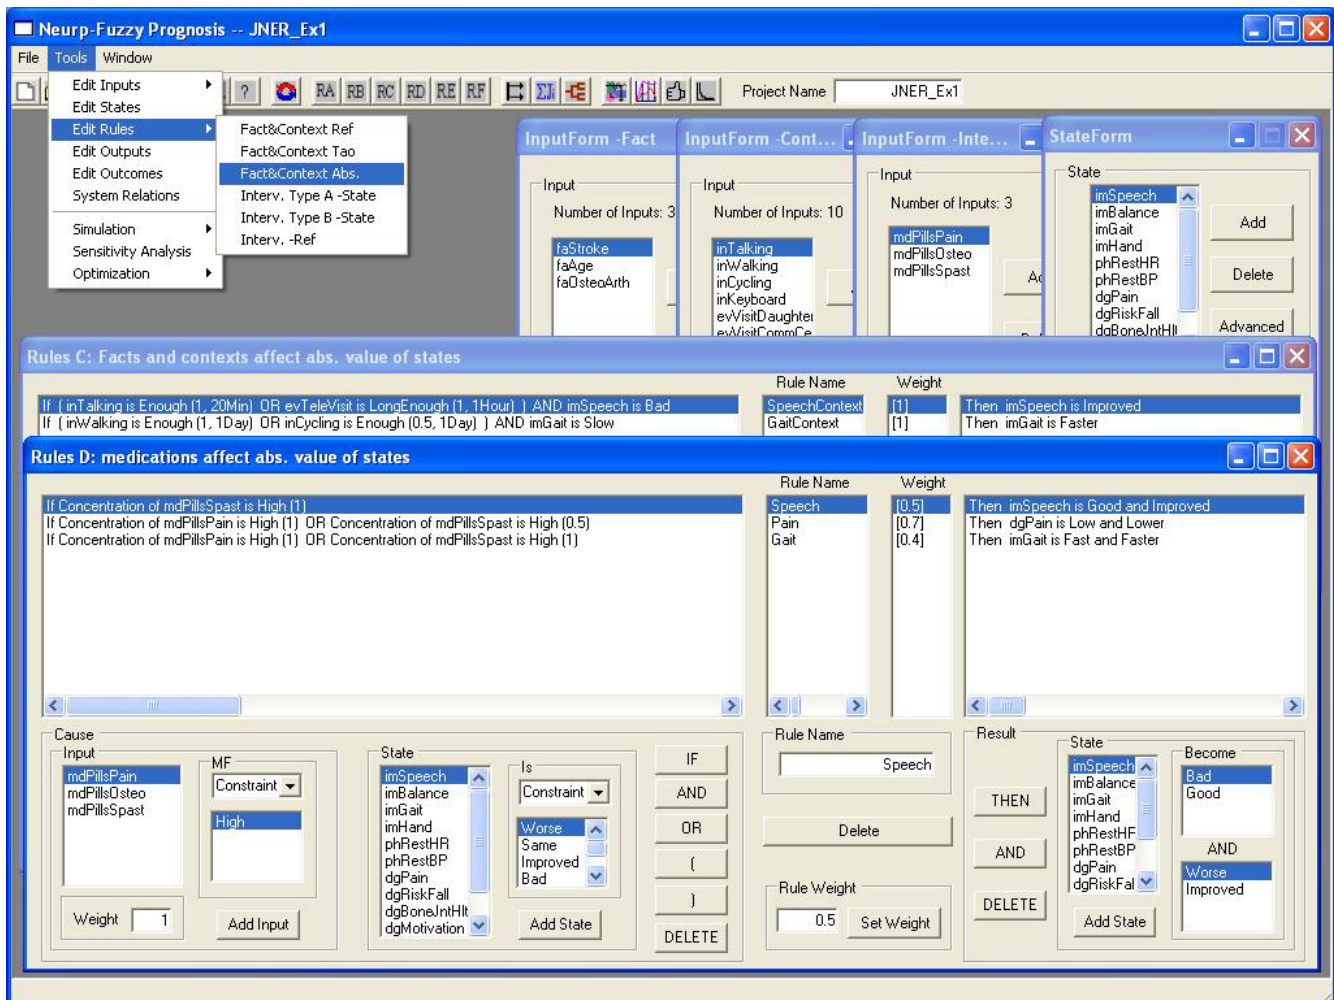 Neurp-Fuzzy Prognosis -- JNER_Ex1
File Tools Window
? RA RB RC RD RE RF Project Name JNER_Ex1
Edit Inputs
Edit States
Edit Rules
Edit Outputs
Edit Outcomes
System Relations
Simulation
Sensitivity Analysis
Optimization
Fact&Context Ref
Fact&Context Tao
Fact&Context Abs.
Interv. Type A -State
Interv. Type B -State
Interv. -Ref
InputForm -Fact
Input
Number of Inputs: 3
faStroke
faAge
faOsteoArth
InputForm -Cont...
Input
Number of Inputs: 10
inTalking
inWalking
inCycling
inKeyboard
evVisitDaughter
evVisitCommCe
InputForm -Inte...
Input
Number of Inputs: 3
mdPillsPain
mdPillsOsteo
mdPillsSpast
StateForm
State
imSpeech
imBalance
imGait
imHand
phRestHR
phRestBP
dgPain
dgRiskFall
dgBoneJntHlt
Add
Delete
Advanced
Rules C: Facts and contexts affect abs. value of states
Rule Name Weight
If ( inTalking is Enough (1, 20Min) OR evTeleVisit is LongEnough (1, 1Hour) ) AND imSpeech is Bad SpeechContext [1] Then imSpeech is Improved
If ( inWalking is Enough (1, 1Day) OR inCycling is Enough (0.5, 1Day) ) AND imGait is Slow GaitContext [1] Then imGait is Faster
Rules D: medications affect abs. value of states
Rule Name Weight
If Concentration of mdPillsSpast is High (1) Speech [0.5] Then imSpeech is Good and Improved
If Concentration of mdPillsPain is High (1) OR Concentration of mdPillsSpast is High (0.5) Pain [0.7] Then dgPain is Low and Lower
If Concentration of mdPillsPain is High (1) OR Concentration of mdPillsSpast is High (1) Gait [0.4] Then imGait is Fast and Faster
Cause
Input
mdPillsPain
mdPillsOsteo
mdPillsSpast
Weight 1
MF
Constraint
High
Add Input
State
imSpeech
imBalance
imGait
imHand
phRestHR
phRestBP
dgPain
dgRiskFall
dgBoneJntHlt
dgMotivation
Is
Constraint
Worse
Same
Improved
Bad
Add State
IF
AND
OR
(
)
DELETE
Rule Name
Speech
Delete
Rule Weight
0.5 Set Weight
Result
THEN
AND
DELETE
State
imSpeech
imBalance
imGait
imHand
phRestHF
phRestBP
dgPain
dgRiskFal
Add State
Become
Bad
Good
AND
Worse
Improved